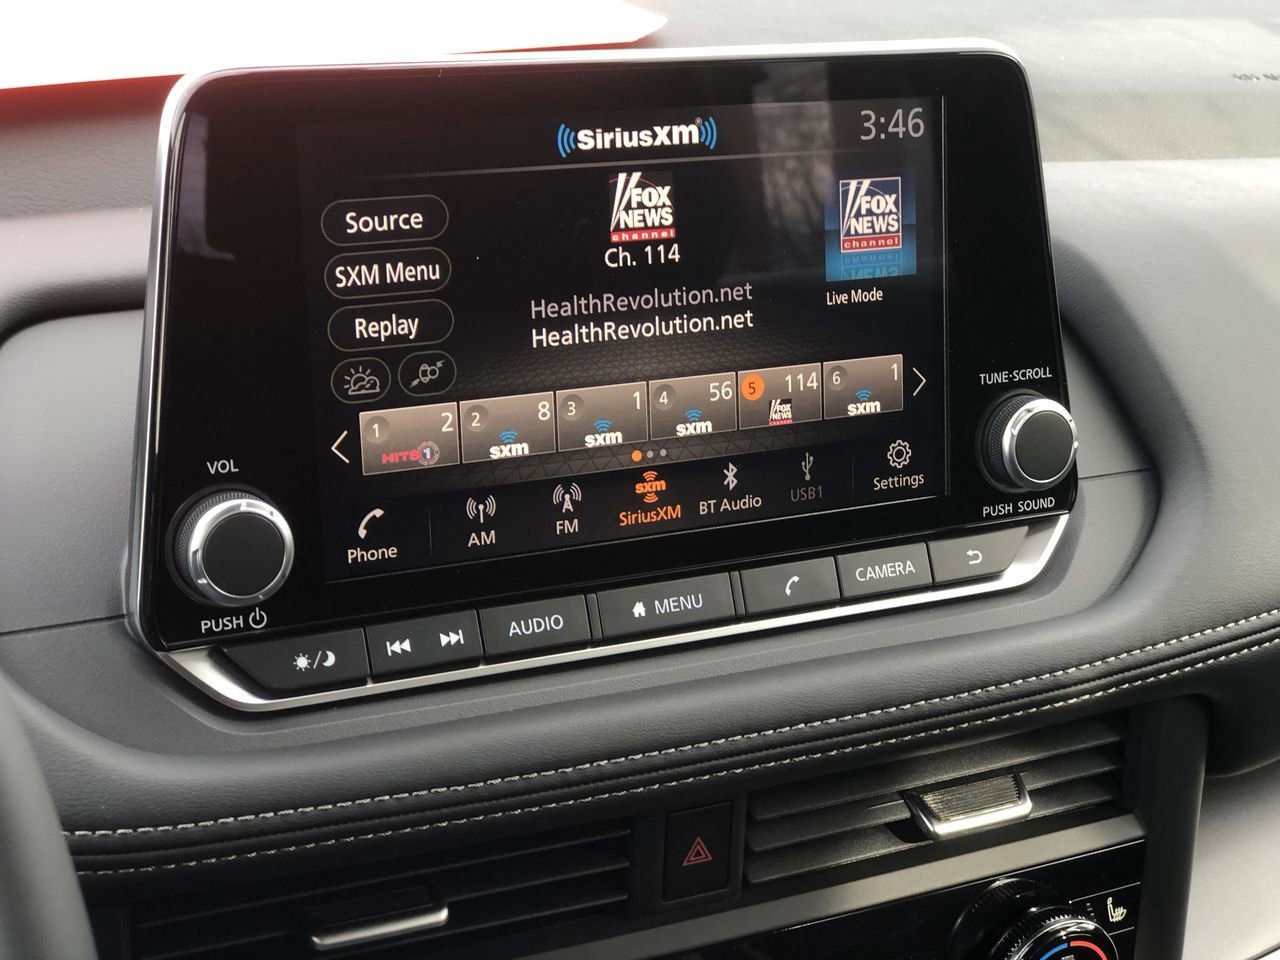 SiriusXM®
3:46
Source
SXM Menu
Replay
FOX
NEWS
channel
Ch. 114
HealthRevolution.net
HealthRevolution.net
FOX
NEWS
channel
Live Mode
1 2 HITS 1
2 8 sxm
3 1 sxm
4 56 sxm
5 114 FOX NEWS
6 1 sxm
Phone
AM
FM
sxm
SiriusXM
BT Audio
USB1
Settings
VOL
PUSH
TUNE·SCROLL
PUSH SOUND
AUDIO
MENU
CAMERA